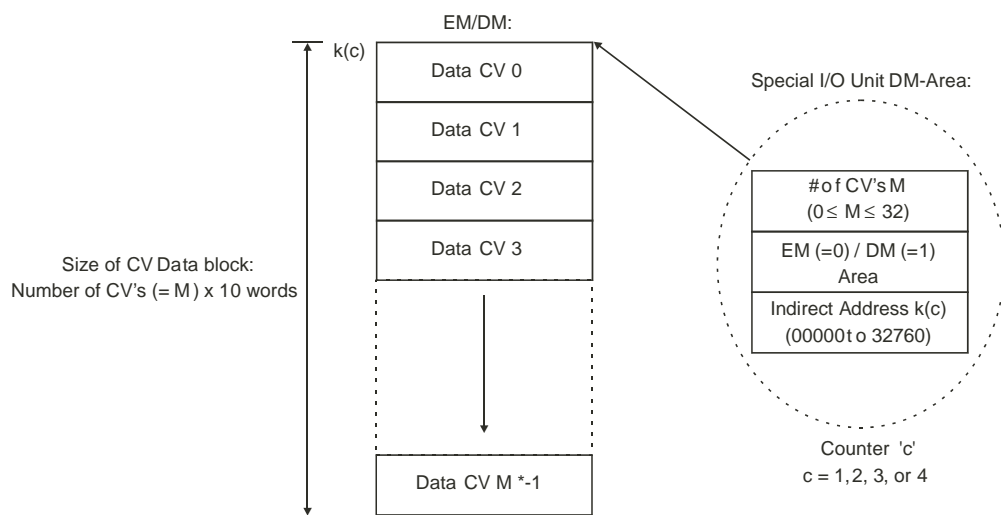 EM/DM:
k(c)
Data CV 0
Data CV 1
Data CV 2
Data CV 3
Data CV M *-1
Size of CV Data block:
Number of CV's (= M) x 10 words
Special I/O Unit DM-Area:
# of CV's M
(0 ≤ M ≤ 32)
EM (=0) / DM (=1)
Area
Indirect Address k(c)
(00000 to 32760)
Counter 'c'
c = 1, 2, 3, or 4